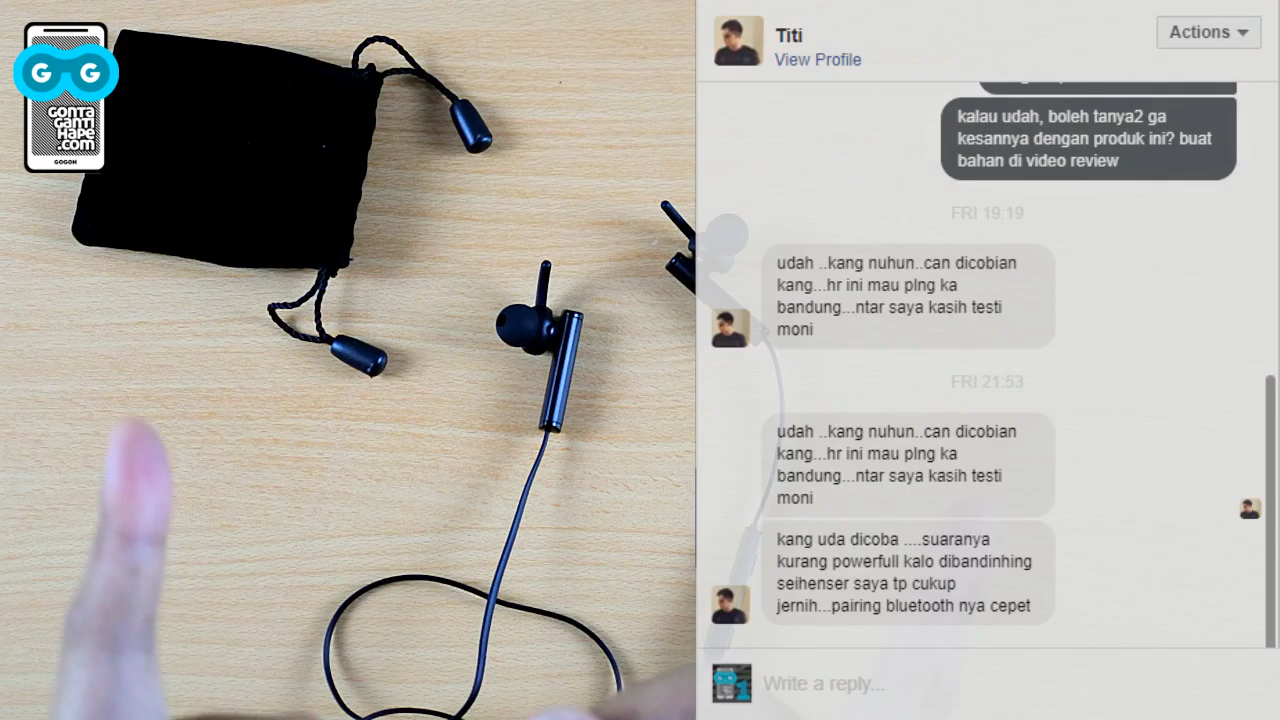 G G
GONTA
GANTI
HAPE
.COM
GOGON
Titi
View Profile
Actions
kalau udah, boleh tanya2 ga
kesannya dengan produk ini? buat
bahan di video review
FRI 19:19
udah ..kang nuhun..can dicobian
kang...hr ini mau plng ka
bandung...ntar saya kasih testi
moni
FRI 21:53
udah ..kang nuhun..can dicobian
kang...hr ini mau plng ka
bandung...ntar saya kasih testi
moni
kang uda dicoba ....suaranya
kurang powerfull kalo dibandinhing
seihenser saya tp cukup
jernih...pairing bluetooth nya cepet
1
Write a reply...